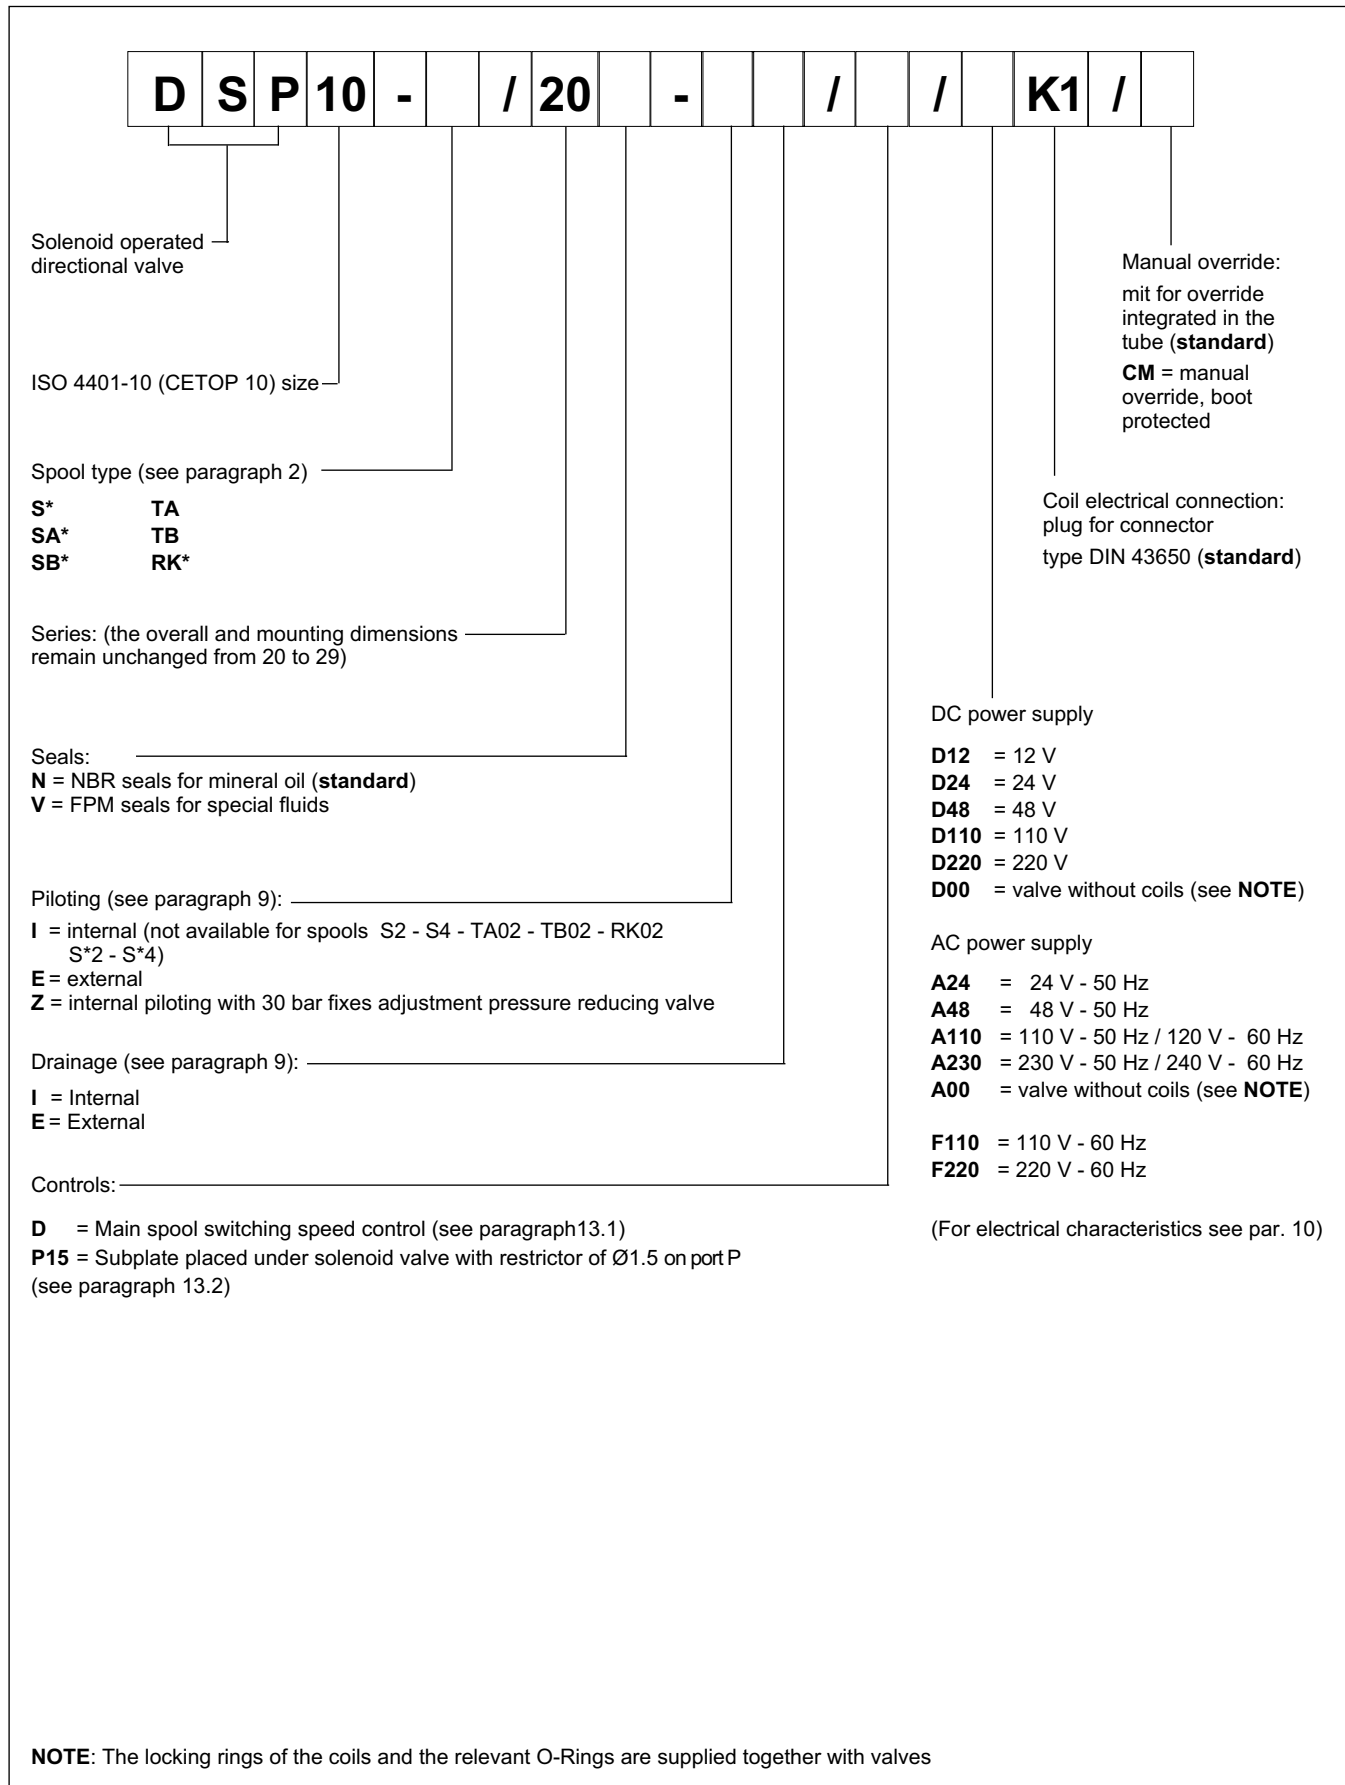 D S P 10 - / 20 - / / K1 /
Solenoid operated
directional valve
ISO 4401-10 (CETOP 10) size
Spool type (see paragraph 2)
S* TA
SA* TB
SB* RK*
Series: (the overall and mounting dimensions
remain unchanged from 20 to 29)
Seals:
N = NBR seals for mineral oil (standard)
V = FPM seals for special fluids
Piloting (see paragraph 9):
I = internal (not available for spools S2 - S4 - TA02 - TB02 - RK02
S*2 - S*4)
E = external
Z = internal piloting with 30 bar fixes adjustment pressure reducing valve
Drainage (see paragraph 9):
I = Internal
E = External
Controls:
D = Main spool switching speed control (see paragraph13.1)
P15 = Subplate placed under solenoid valve with restrictor of Ø1.5 on port P
(see paragraph 13.2)
Manual override:
mit for override
integrated in the
tube (standard)
CM = manual
override, boot
protected
Coil electrical connection:
plug for connector
type DIN 43650 (standard)
DC power supply
D12 = 12 V
D24 = 24 V
D48 = 48 V
D110 = 110 V
D220 = 220 V
D00 = valve without coils (see NOTE)
AC power supply
A24 = 24 V - 50 Hz
A48 = 48 V - 50 Hz
A110 = 110 V - 50 Hz / 120 V - 60 Hz
A230 = 230 V - 50 Hz / 240 V - 60 Hz
A00 = valve without coils (see NOTE)
F110 = 110 V - 60 Hz
F220 = 220 V - 60 Hz
(For electrical characteristics see par. 10)
NOTE: The locking rings of the coils and the relevant O-Rings are supplied together with valves